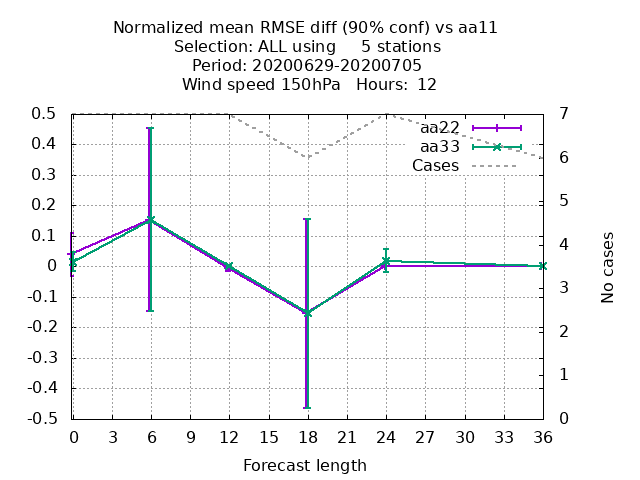 Normalized mean RMSE diff (90% conf) vs aa11
Selection: ALL using     5 stations
Period: 20200629-20200705
Wind speed 150hPa   Hours:  12
0.5
0.4
0.3
0.2
0.1
0
-0.1
-0.2
-0.3
-0.4
-0.5
7
6
5
4
3
2
1
0
aa22
aa33
Cases
No cases
0 3 6 9 12 15 18 21 24 27 30 33 36
Forecast length